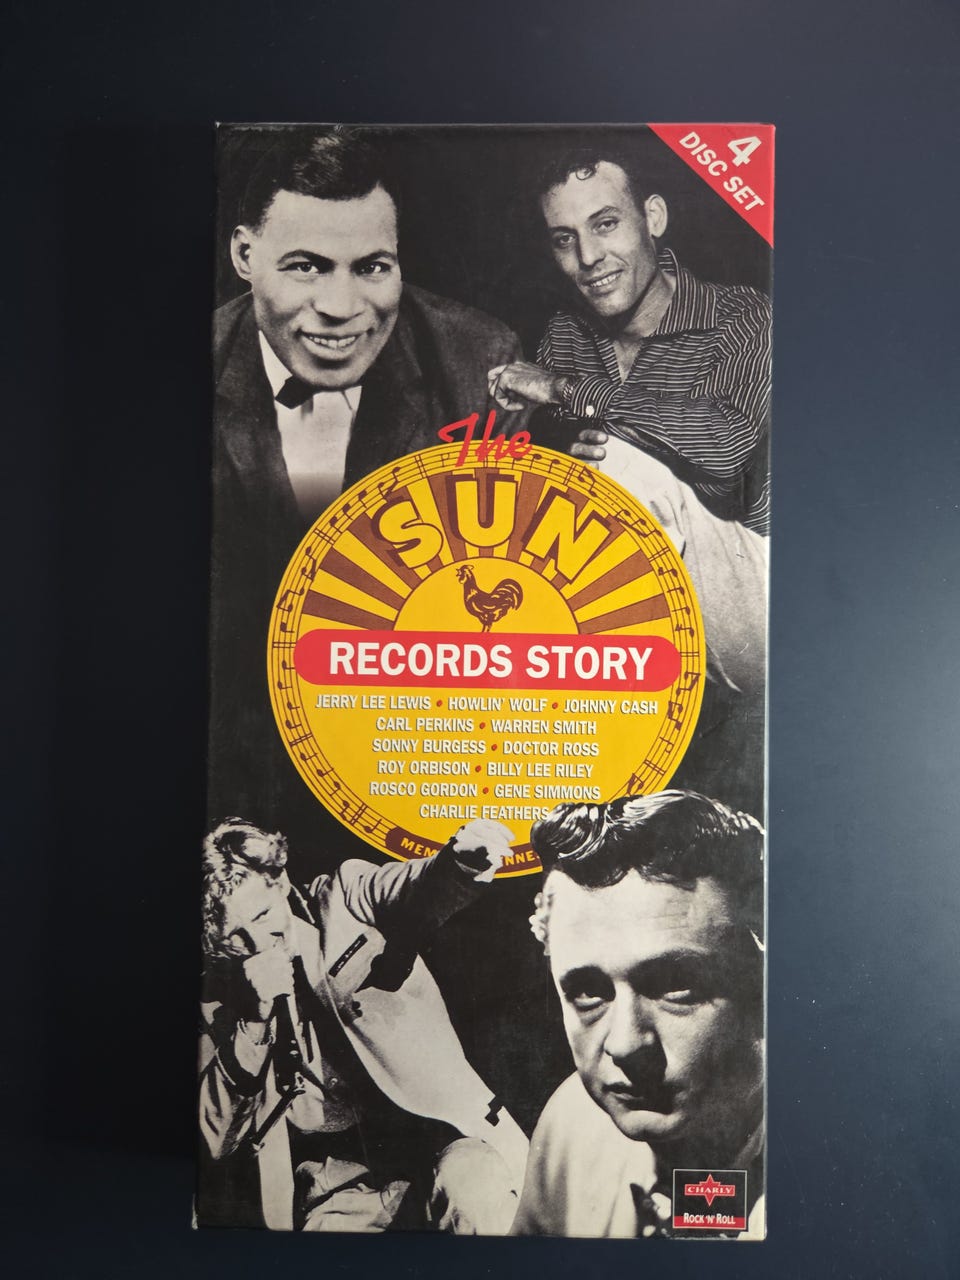 4
DISC SET
The
SUN
RECORDS STORY
JERRY LEE LEWIS • HOWLIN' WOLF • JOHNNY CASH
CARL PERKINS • WARREN SMITH
SONNY BURGESS • DOCTOR ROSS
ROY ORBISON • BILLY LEE RILEY
ROSCO GORDON • GENE SIMMONS
CHARLIE FEATHERS
CHARLY
ROCK 'N' ROLL